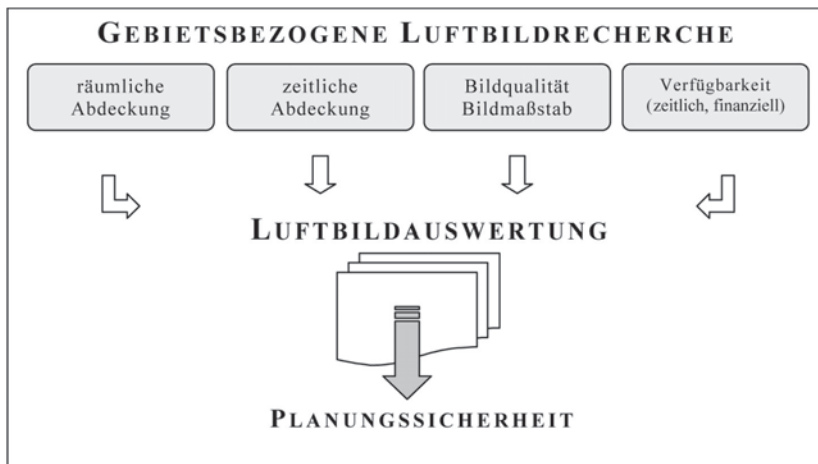 GEBIETSBEZOGENE LUFTBILDRECHERCHE
räumliche
Abdeckung
zeitliche
Abdeckung
Bildqualität
Bildmaßstab
Verfügbarkeit
(zeitlich, finanziell)
LUFTBILDAUSWERTUNG
PLANUNGSSICHERHEIT